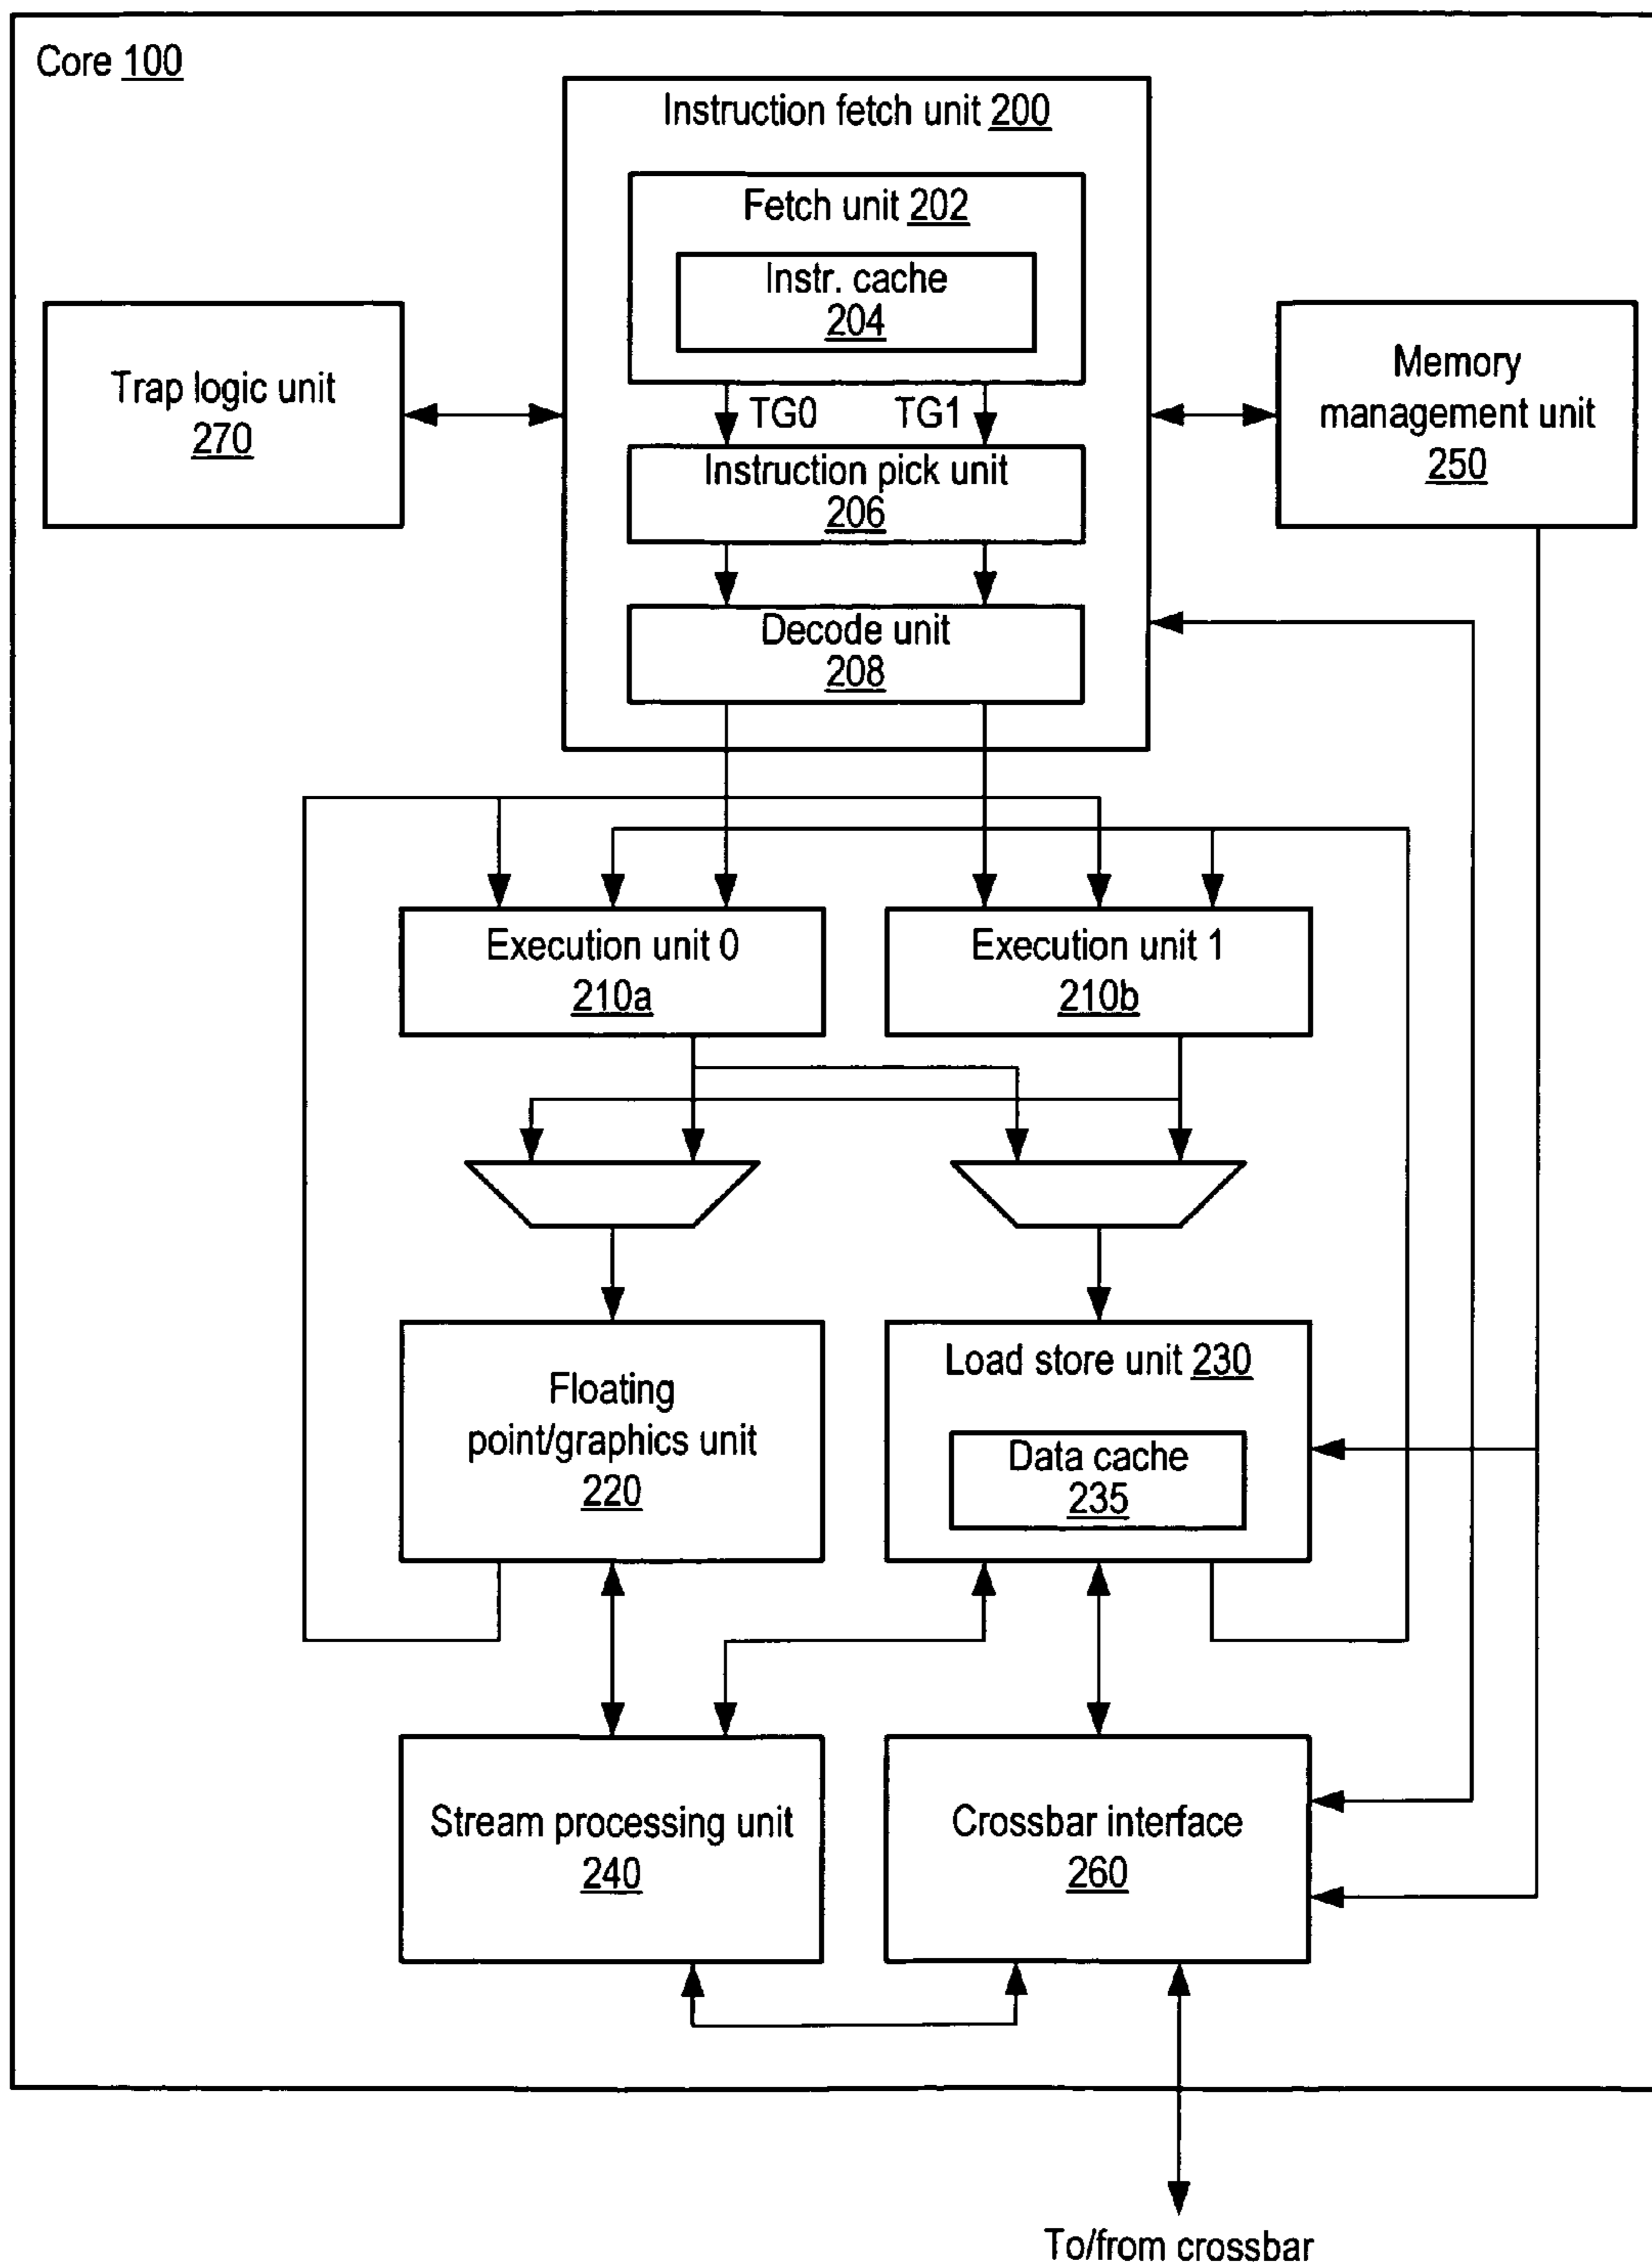 Core 100
Instruction fetch unit 200
Fetch unit 202
Instr. cache
204
Trap logic unit
270
Memory
management unit
250
TG0
TG1
Instruction pick unit
206
Decode unit
208
Execution unit 0
210a
Execution unit 1
210b
Floating
point/graphics unit
220
Load store unit 230
Data cache
235
Stream processing unit
240
Crossbar interface
260
To/from crossbar